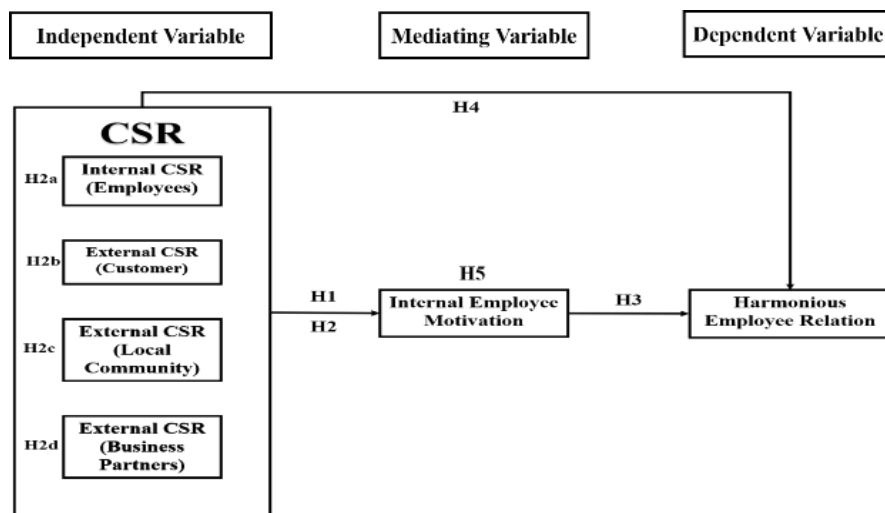 Independent Variable
Mediating Variable
Dependent Variable
H4
CSR
H2a
Internal CSR
(Employees)
H2b
External CSR
(Customer)
H2c
External CSR
(Local
Community)
H2d
External CSR
(Business
Partners)
H1
H2
H5
Internal Employee
Motivation
H3
Harmonious
Employee Relation